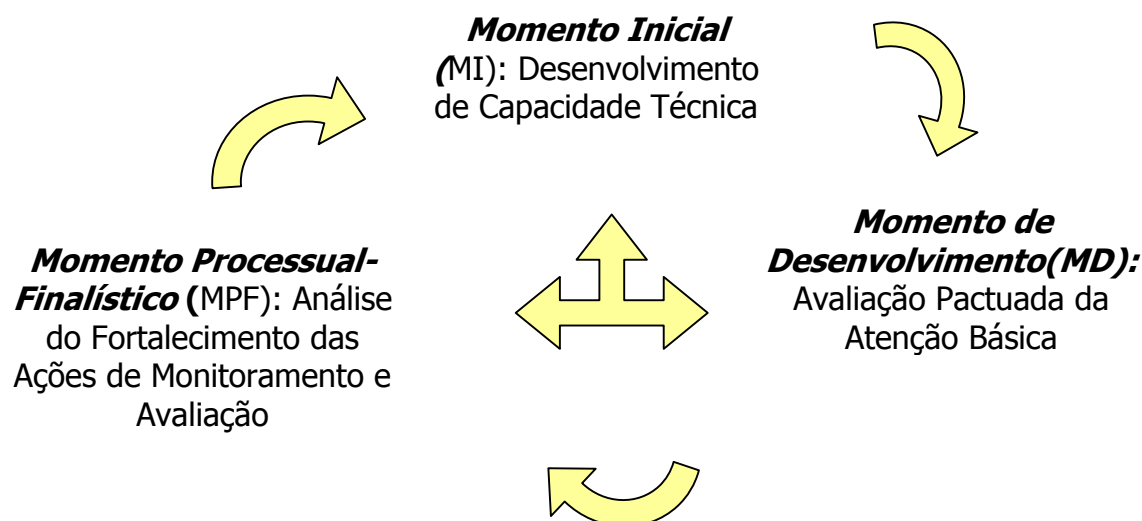 Momento Inicial
(MI): Desenvolvimento
de Capacidade Técnica
Momento de
Desenvolvimento(MD):
Avaliação Pactuada da
Atenção Básica
Momento Processual-
Finalístico (MPF): Análise
do Fortalecimento das
Ações de Monitoramento e
Avaliação